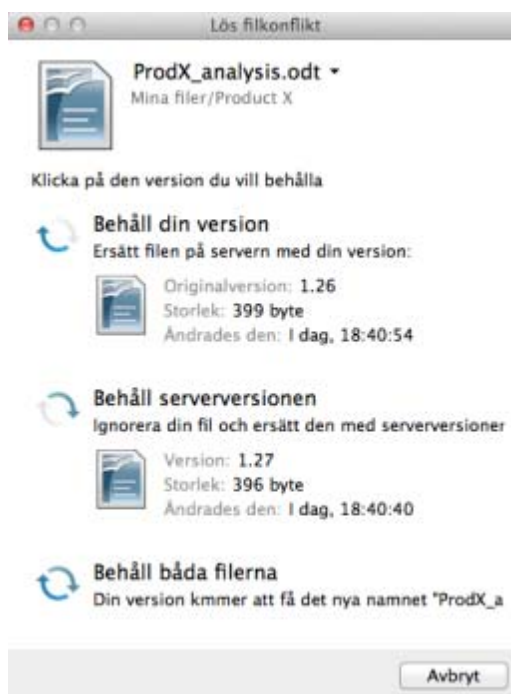 Lös filkonflikt
ProdX_analysis.odt
Mina filer/Product X
Klicka på den version du vill behålla
Behåll din version
Ersätt filen på servern med din version:
Originalversion: 1.26
Storlek: 399 byte
Ändrades den: I dag, 18:40:54
Behåll serverversionen
Ignorera din fil och ersätt den med serverversioner
Version: 1.27
Storlek: 396 byte
Ändrades den: I dag, 18:40:40
Behåll båda filerna
Din version kmmer att få det nya namnet "ProdX_a
Avbryt